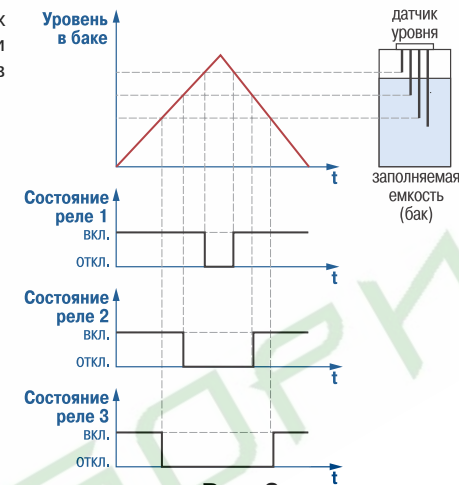 к
и
в
Уровень
в баке
t
датчик
уровня
заполняемая
емкость
(бак)
Состояние
реле 1
вкл.
откл.
t
Состояние
реле 2
вкл.
откл.
t
Состояние
реле 3
вкл.
откл.
t